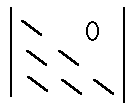 | \ 0 |
| \ \ |
| \ \ \ |